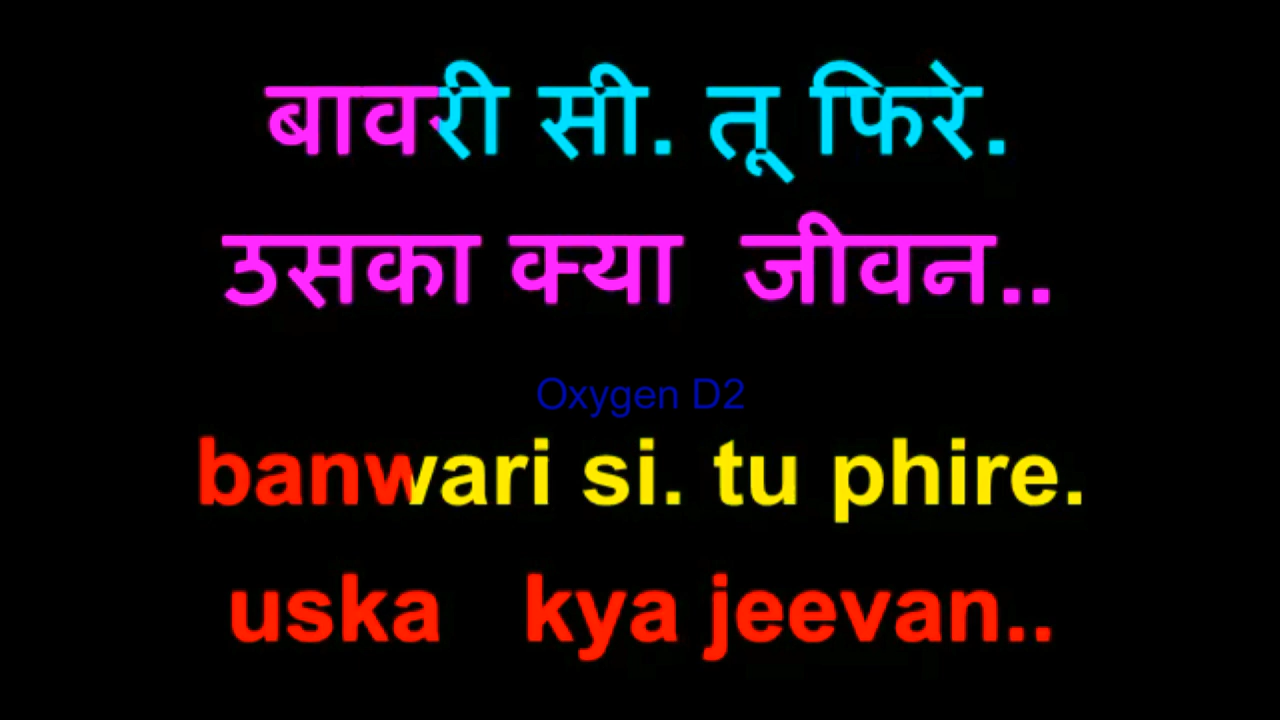 बावरी सी. तू फिरे.
उसका क्या जीवन..
Oxygen D2
banwari si. tu phire.
uska kya jeevan..